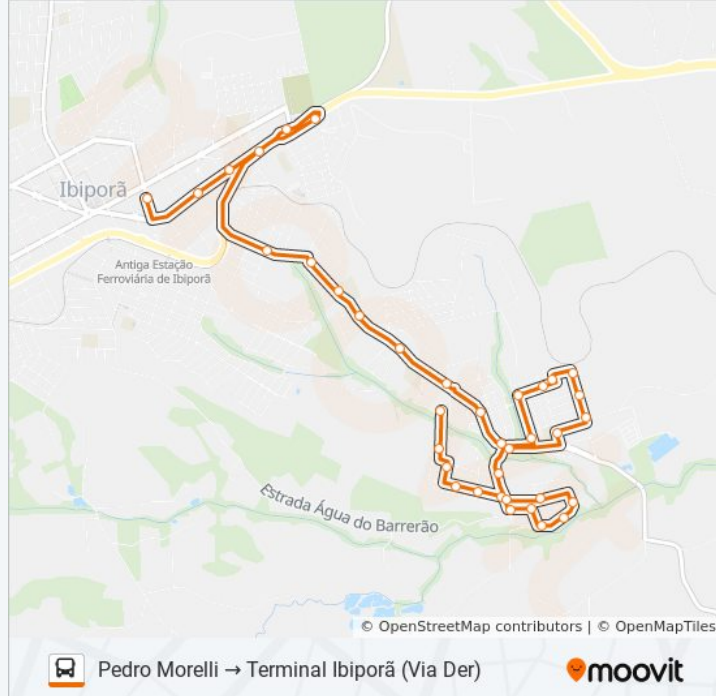 Ibiporã
Antiga Estação
Ferroviária de Ibiporã
Estrada Água do Barrerão
© OpenStreetMap contributors | © OpenMapTiles
Pedro Morelli → Terminal Ibiporã (Via Der)
moovit